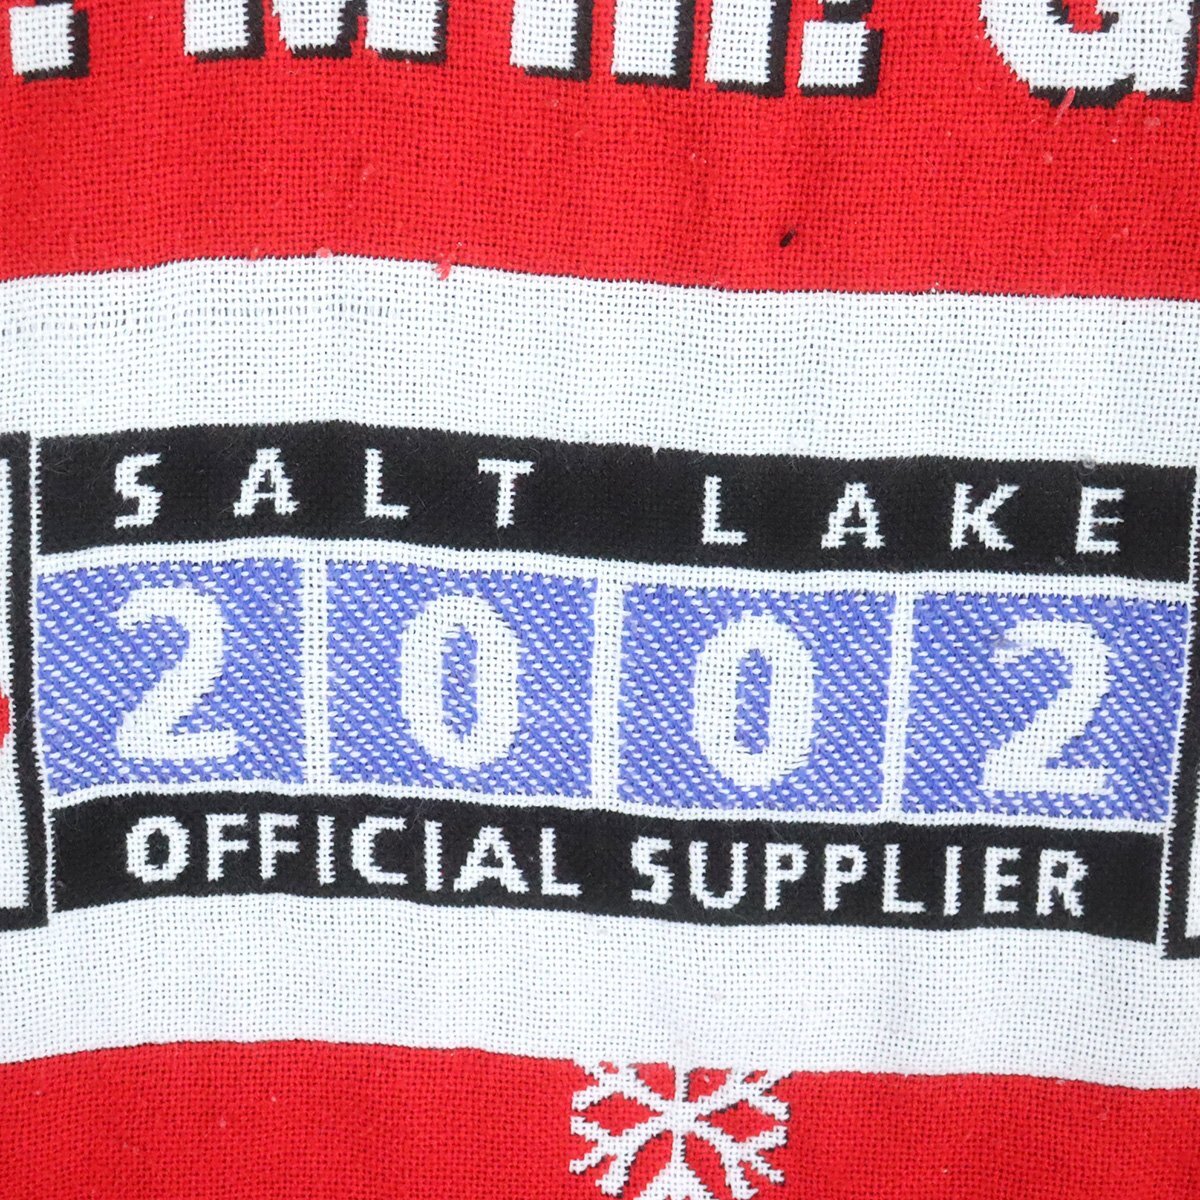 SALT LAKE
2002
OFFICIAL SUPPLIER